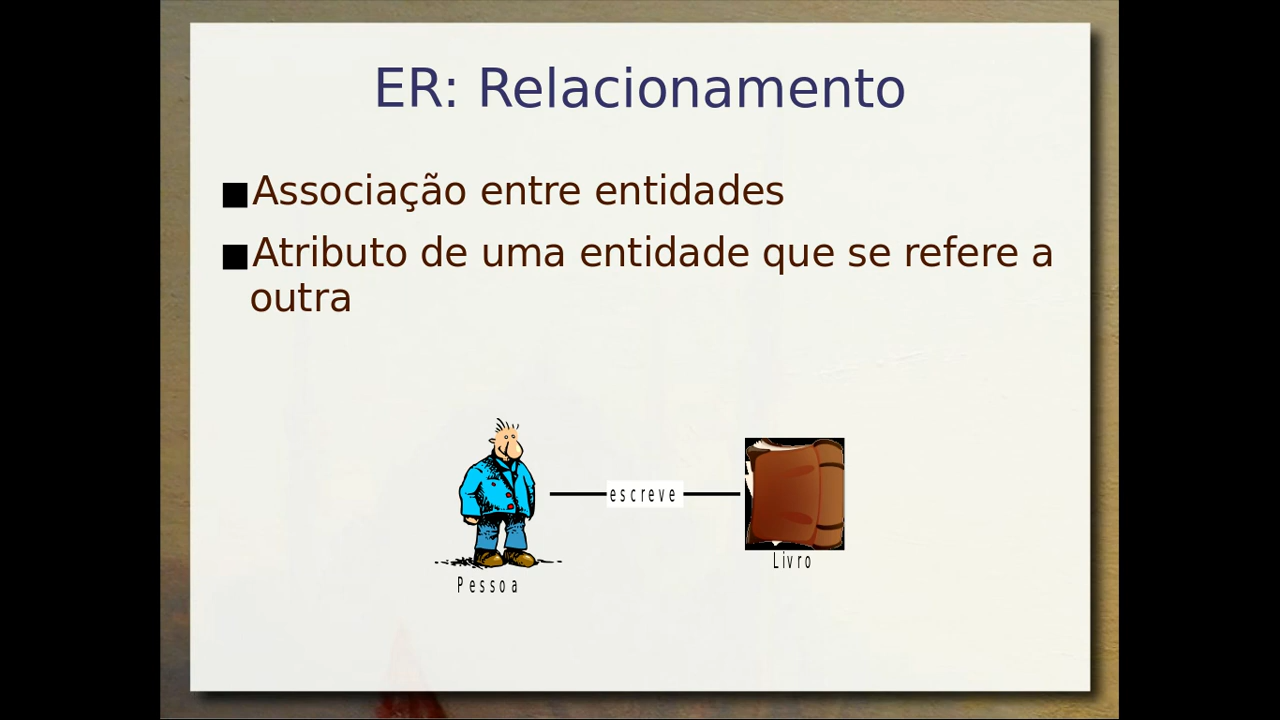 ER: Relacionamento
■Associação entre entidades
■Atributo de uma entidade que se refere a
outra
escreve
Livro
Pessoa